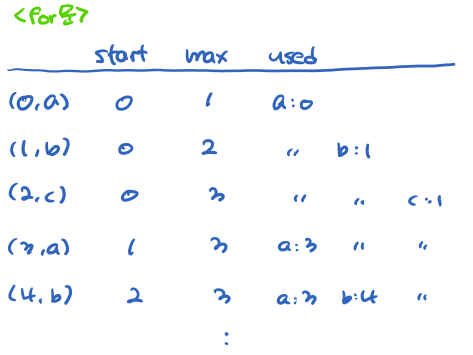 <for문>
start max used
(0,a) 0 1 a:0
(1,b) 0 2 〃 b:1
(2,c) 0 3 〃 〃 c:1
(3,a) 1 3 a:3 〃 〃
(4,b) 2 3 a:3 b:4 〃
: